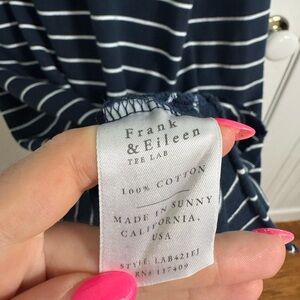 Frank
& Eileen
TEE LAB
100% COTTON
MADE IN SUNNY
CALIFORNIA,
USA
STYLE: LAB421EJ
RN# 117409